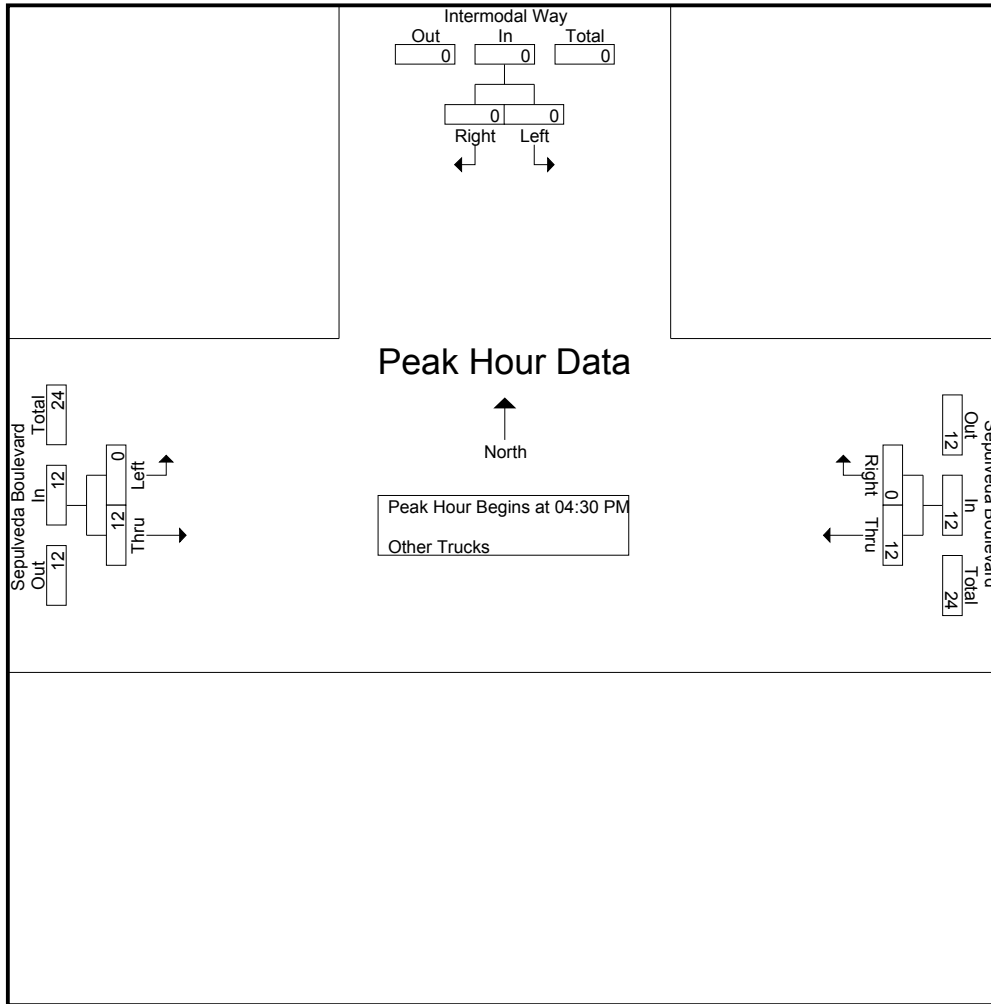 Intermodal Way
Out In Total
0 0 0
0 0
Right Left
Peak Hour Data
North
Peak Hour Begins at 04:30 PM
Other Trucks
Sepulveda Boulevard
Total In Out
24 12 12
0 12
Left Thru
Sepulveda Boulevard
Out In Total
12 12 24
Right Thru
0 12